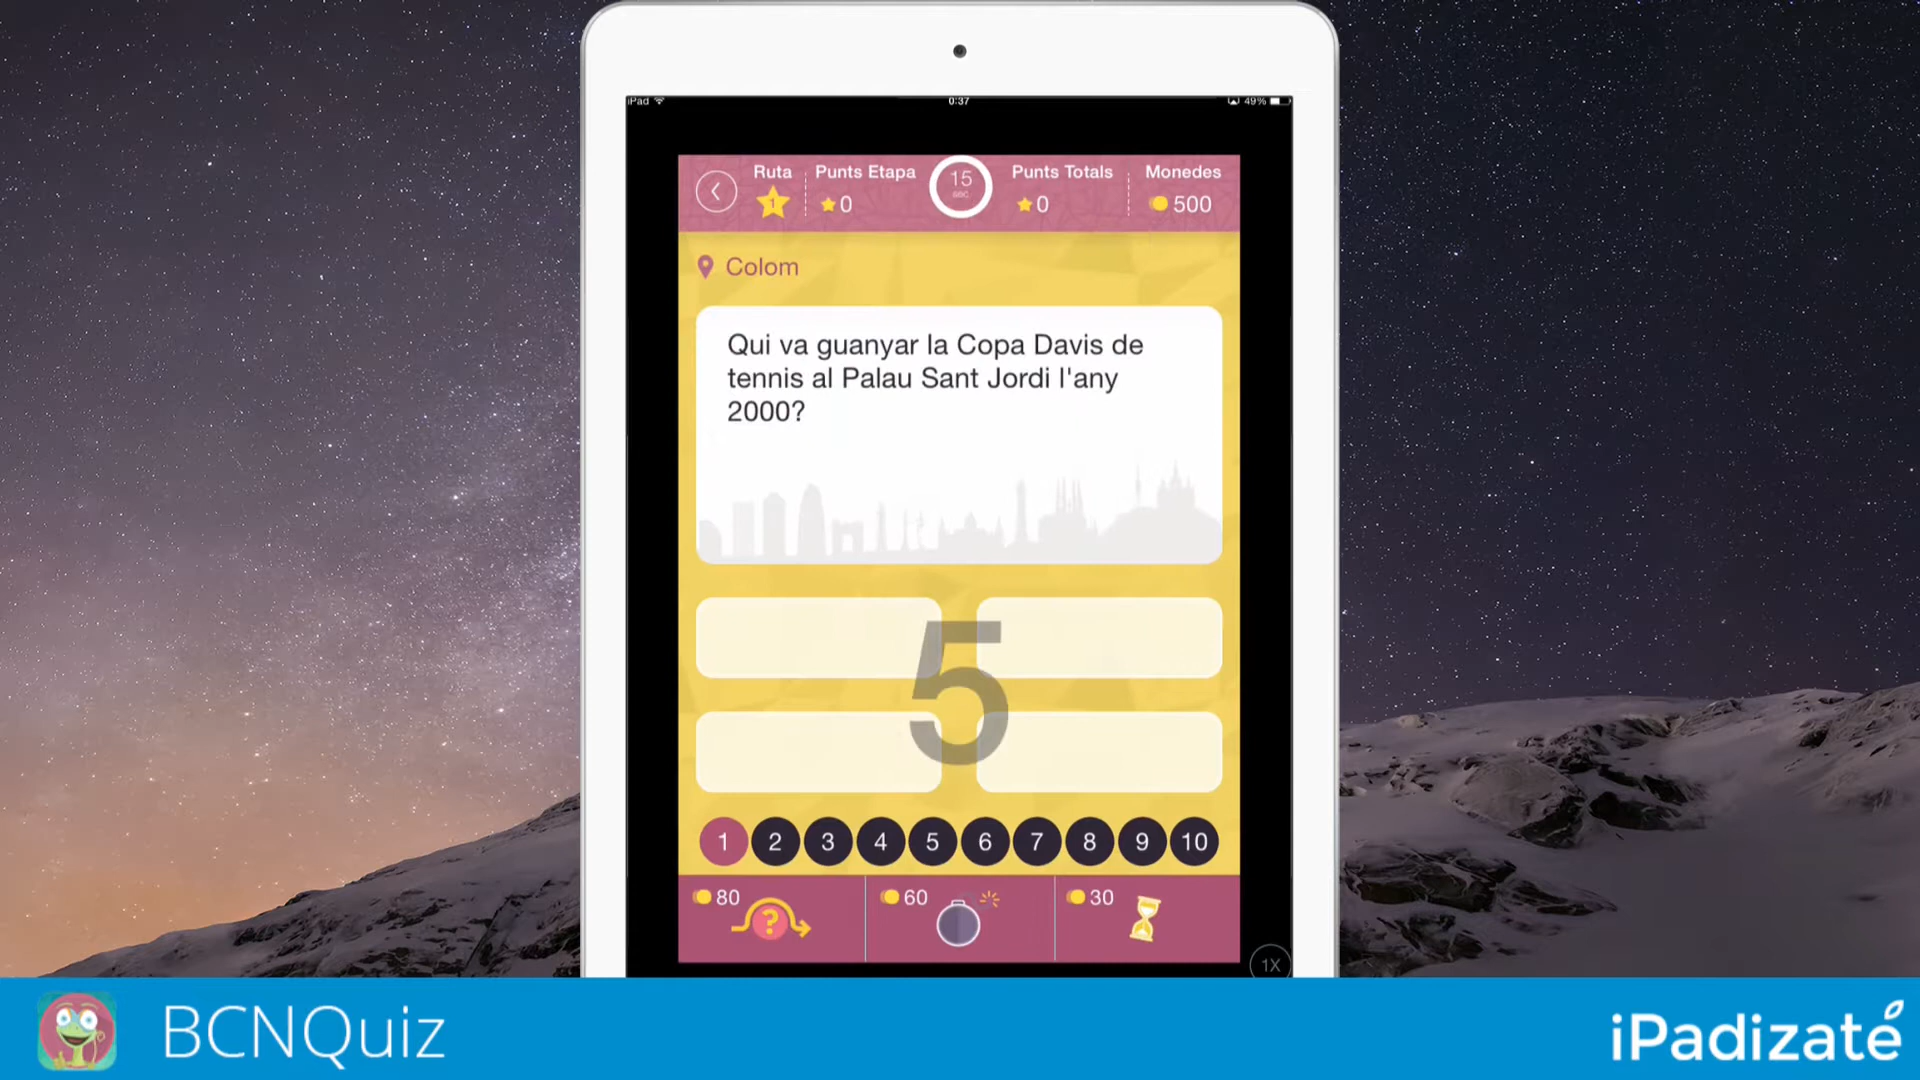 iPad
0:37
49%
Ruta
1
Punts Etapa
0
15
sec
Punts Totals
0
Monedes
500
Colom
Qui va guanyar la Copa Davis de
tennis al Palau Sant Jordi l'any
2000?
5
1 2 3 4 5 6 7 8 9 10
80
?
60
30
1X
BCNQuiz
iPadizate